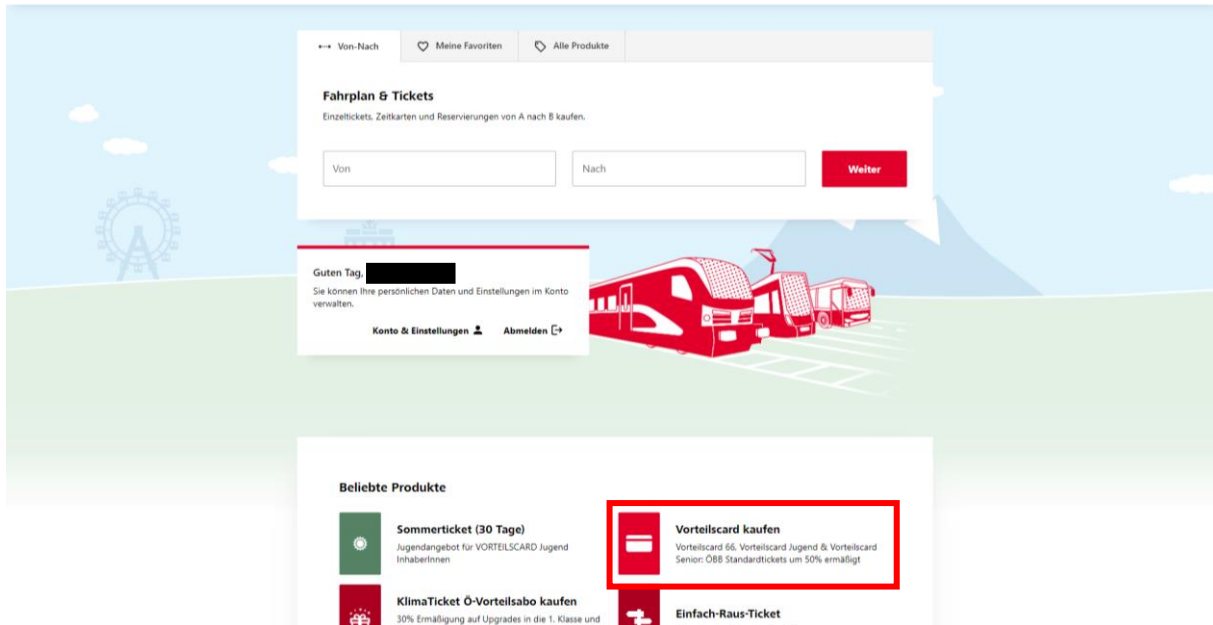 Von-Nach
Meine Favoriten
Alle Produkte
Fahrplan & Tickets
Einzeltickets, Zeitkarten und Reservierungen von A nach B kaufen.
Von
Nach
Weiter
Guten Tag,
Sie können Ihre persönlichen Daten und Einstellungen im Konto
verwalten.
Konto & Einstellungen
Abmelden
Beliebte Produkte
Sommerticket (30 Tage)
Jugendangebot für VORTEILSCARD Jugend
InhaberInnen
Vorteilscard kaufen
Vorteilscard 66, Vorteilscard Jugend & Vorteilscard
Senior: ÖBB Standardtickets um 50% ermäßigt
KlimaTicket Ö-Vorteilsabo kaufen
30% Ermäßigung auf Upgrades in die 1. Klasse und
Einfach-Raus-Ticket